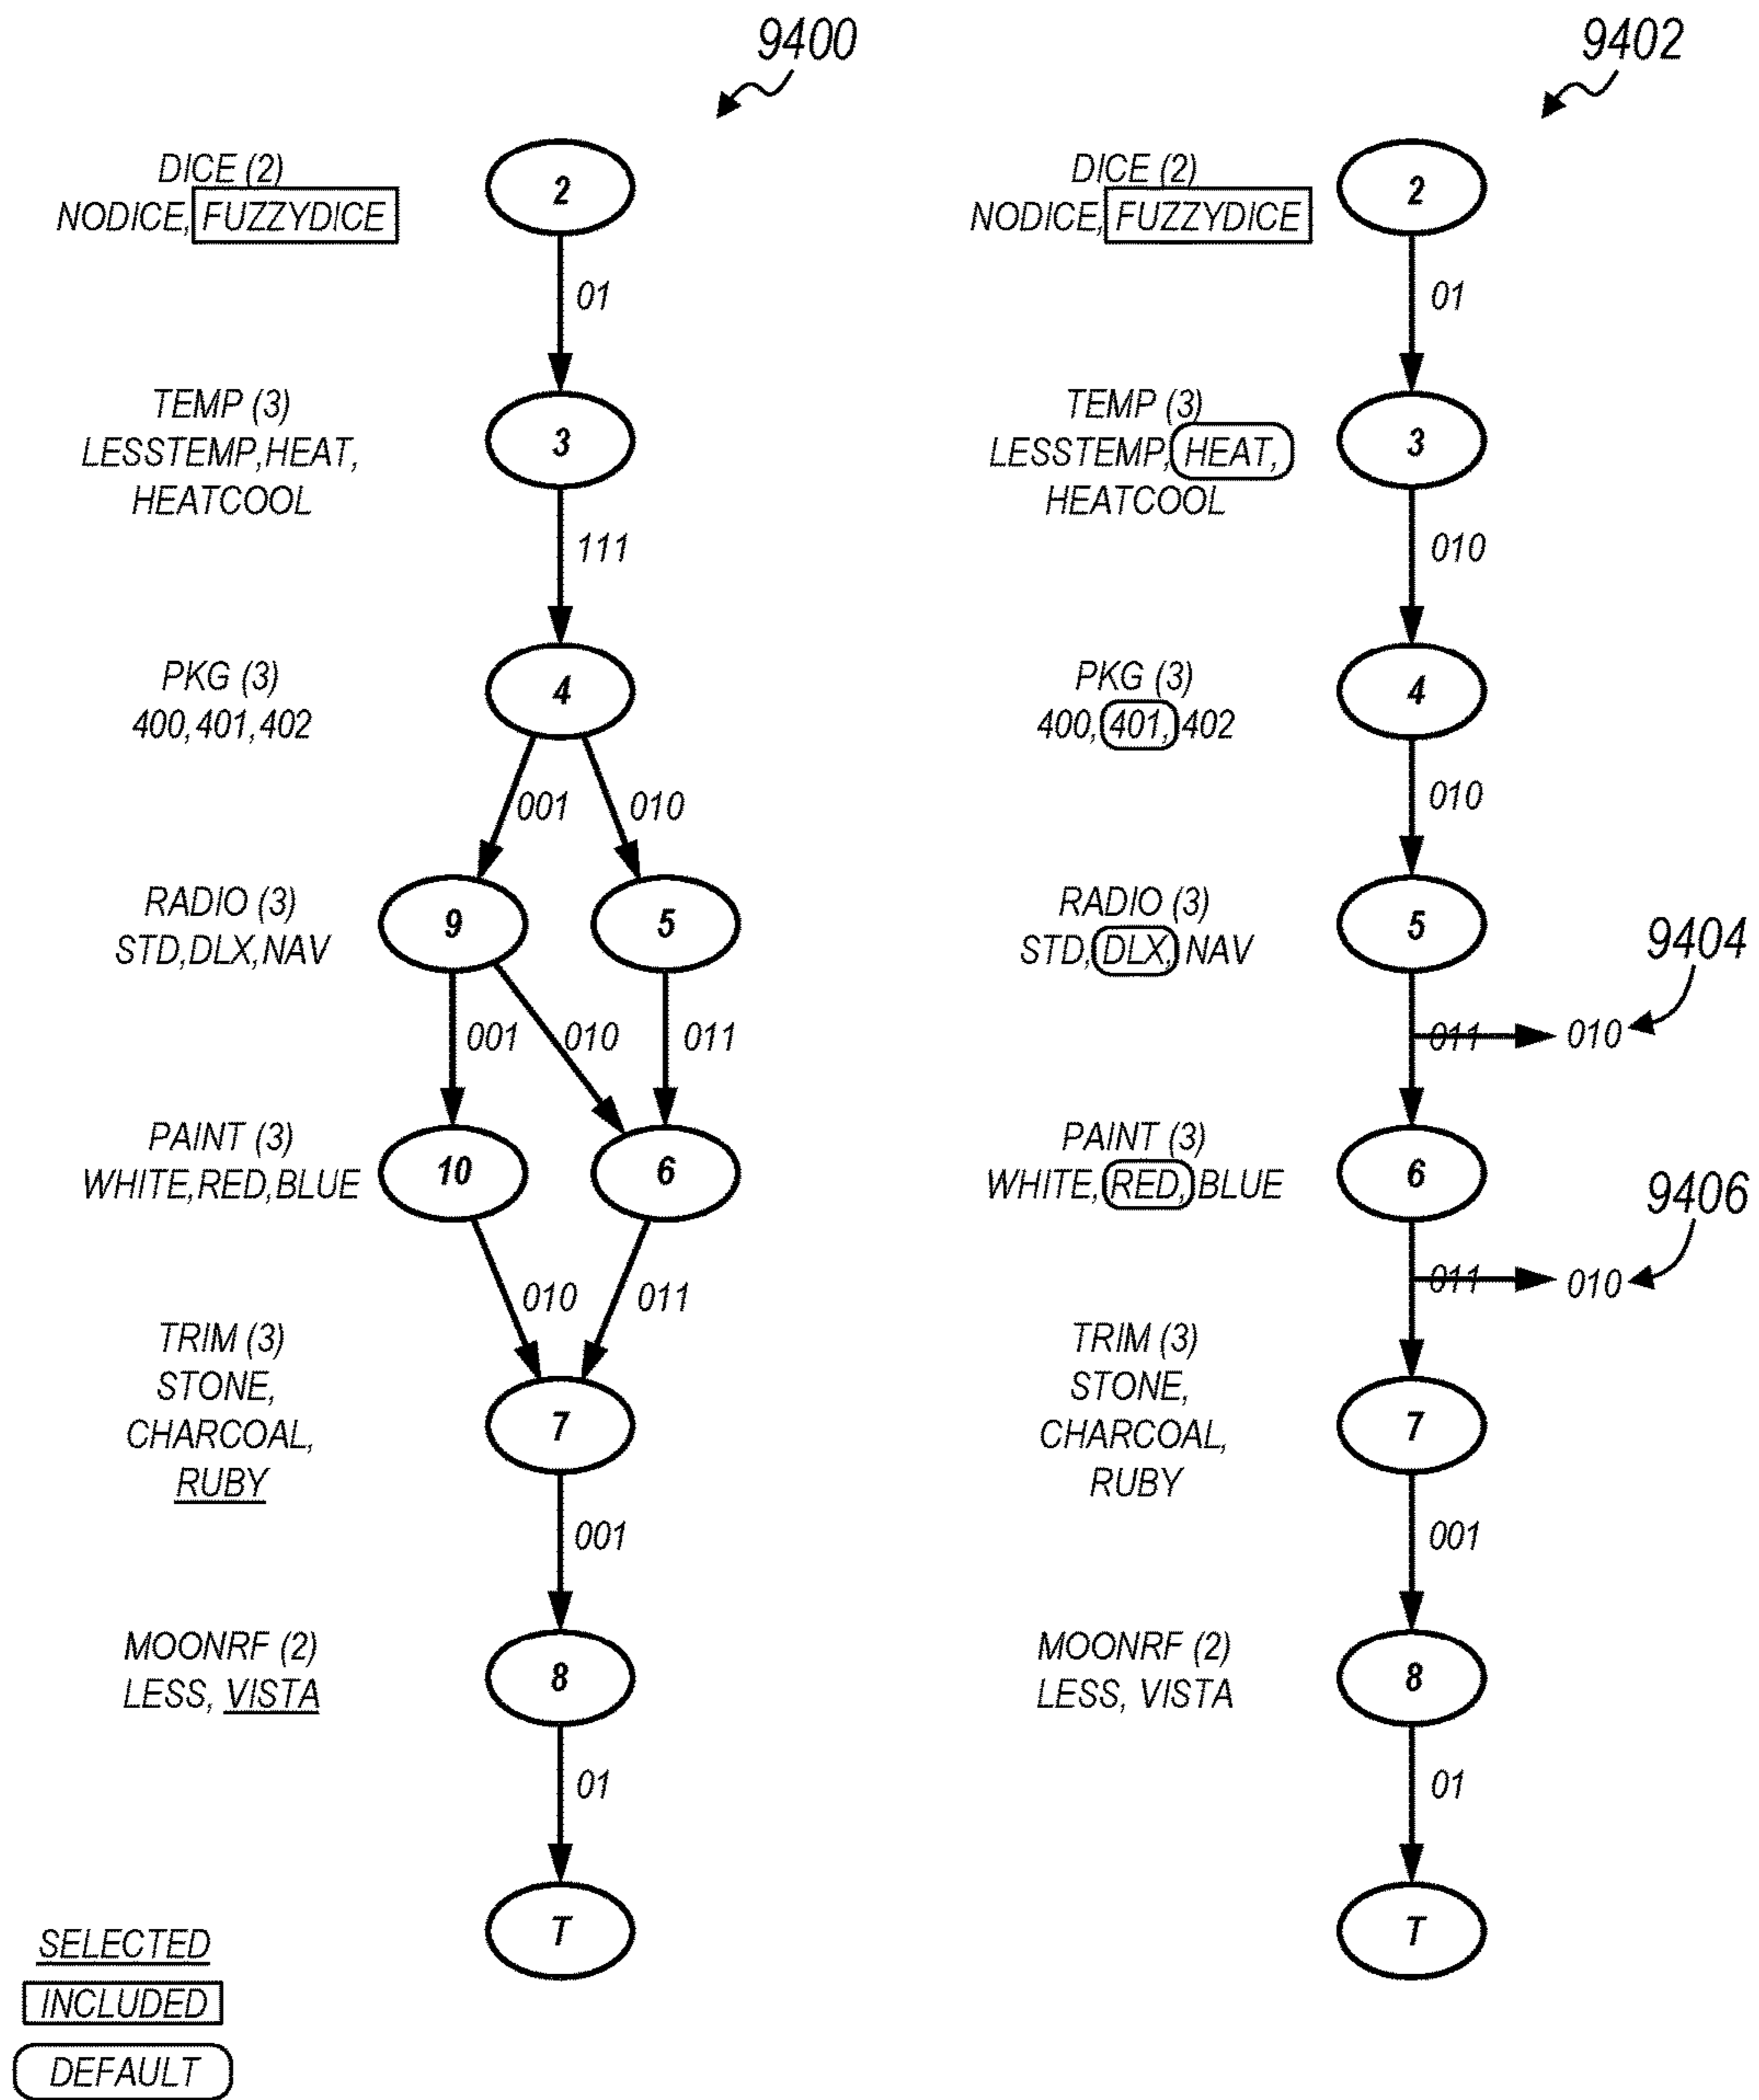 9400
DICE (2)
NODICE, FUZZYDICE
2
01
TEMP (3)
LESSTEMP, HEAT,
HEATCOOL
3
111
PKG (3)
400, 401, 402
4
001 010
RADIO (3)
STD, DLX, NAV
9 5
001 010 011
PAINT (3)
WHITE, RED, BLUE
10 6
010 011
TRIM (3)
STONE,
CHARCOAL,
RUBY
7
001
MOONRF (2)
LESS, VISTA
8
01
T
SELECTED
INCLUDED
DEFAULT
9402
DICE (2)
NODICE, FUZZYDICE
2
01
TEMP (3)
LESSTEMP, HEAT,
HEATCOOL
3
010
PKG (3)
400, 401, 402
4
010
RADIO (3)
STD, DLX, NAV
5
9404
011 010
PAINT (3)
WHITE, RED, BLUE
6
9406
011 010
TRIM (3)
STONE,
CHARCOAL,
RUBY
7
001
MOONRF (2)
LESS, VISTA
8
01
T